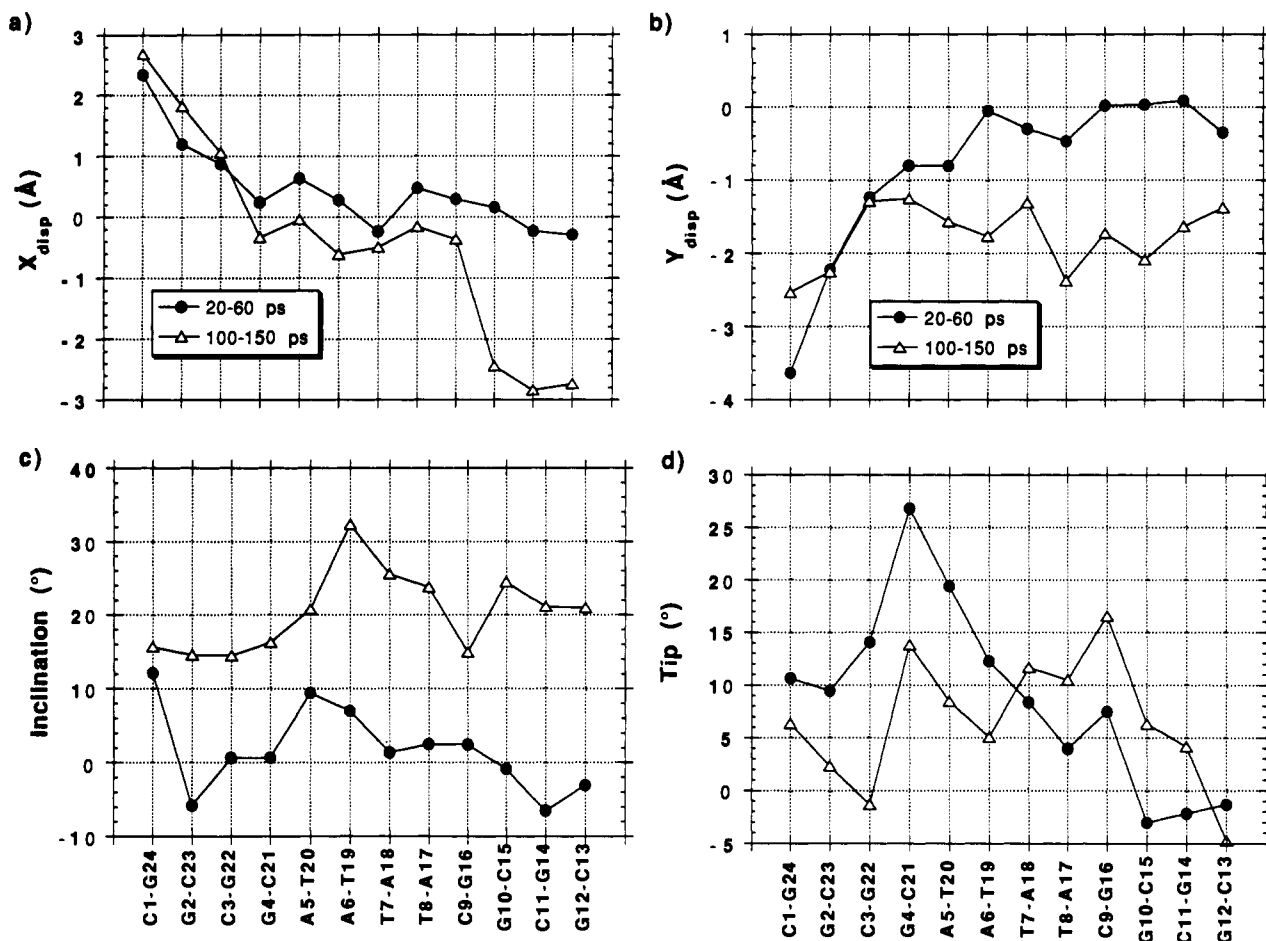 a)
3
2
1
0
- 1
- 2
- 3
X disp (Å)
20-60 ps
100-150 ps
b)
1
0
- 1
- 2
- 3
- 4
Y disp (Å)
20-60 ps
100-150 ps
c)
40
30
20
10
0
-10
Inclination (°)
C1-G24
G2-C23
C3-G22
G4-C21
A5-T20
A6-T19
T7-A18
T8-A17
C9-G16
G10-C15
C11-G14
G12-C13
d)
30
25
20
15
10
5
0
-5
Tip (°)
C1-G24
G2-C23
C3-G22
G4-C21
A5-T20
A6-T19
T7-A18
T8-A17
C9-G16
G10-C15
C11-G14
G12-C13